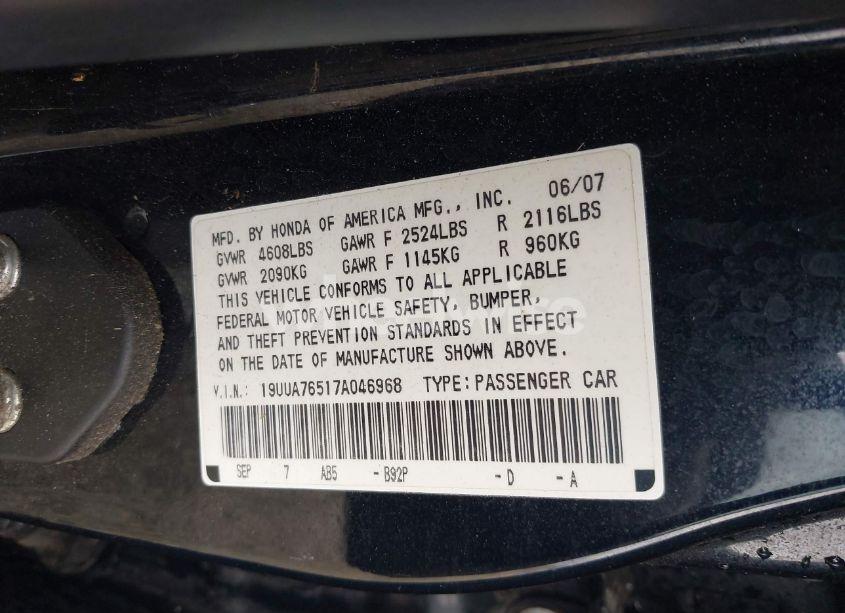 MFD. BY HONDA OF AMERICA MFG., INC. 06/07
GVWR 4608LBS GAWR F 2524LBS R 2116LBS
GVWR 2090KG GAWR F 1145KG R 960KG
THIS VEHICLE CONFORMS TO ALL APPLICABLE
FEDERAL MOTOR VEHICLE SAFETY, BUMPER,
AND THEFT PREVENTION STANDARDS IN EFFECT
ON THE DATE OF MANUFACTURE SHOWN ABOVE.
V.I.N.: 19UUA76517A046968 TYPE: PASSENGER CAR
SEP 7 AB5 - B92P - D - A